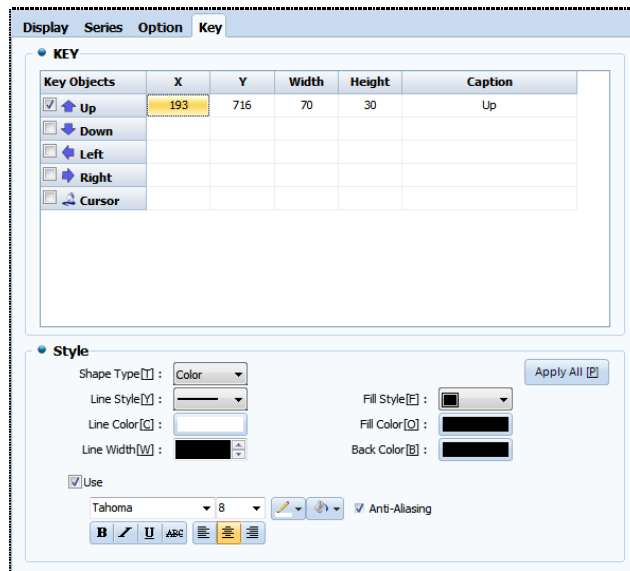 Display Series Option Key
KEY
Key Objects X Y Width Height Caption
Up 193 716 70 30 Up
Down
Left
Right
Cursor
Style
Shape Type[T] : Color Apply All [P]
Line Style[Y] : Fill Style[F] :
Line Color[C] : Fill Color[O] :
Line Width[W] : Back Color[B] :
Use
Tahoma 8 Anti-Aliasing
B I U ABC